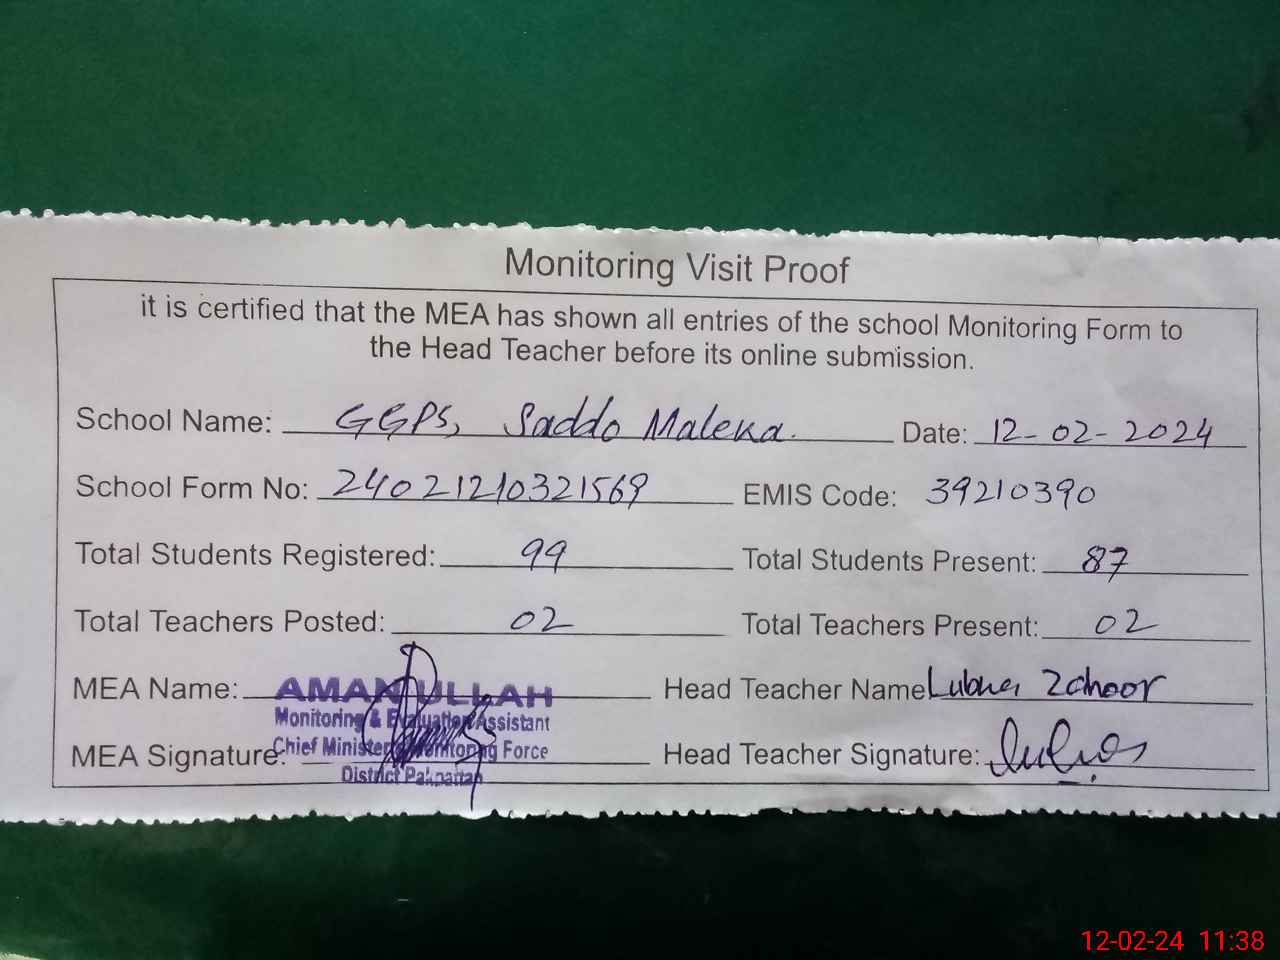 Monitoring Visit Proof
it is certified that the MEA has shown all entries of the school Monitoring Form to
the Head Teacher before its online submission.
School Name: GGPS, Saddo Maleka. Date: 12-02-2024
School Form No: 24021210321569 EMIS Code: 39210390
Total Students Registered: 99 Total Students Present: 87
Total Teachers Posted: 02 Total Teachers Present: 02
MEA Name: AMAN ULLAH Head Teacher Name Lubna Zahoor
Monitoring & Evaluation Assistant
MEA Signature: Chief Minister's Monitoring Force Head Teacher Signature:
District Pakpattan
12-02-24 11:38